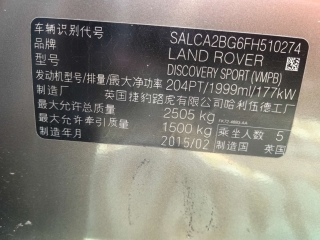 车辆识别代号 SALCA2BG6FH510274
品牌 LAND ROVER
型号 DISCOVERY SPORT (VMPB)
发动机型号/排量/最大净功率 204PT/1999ml/177kW
制造厂 英国捷豹路虎有限公司哈利伍德工厂
最大允许总质量 2505 kg
最大允许牵引质量 1500 kg 乘坐人数 5
制造年月 2015/02 制造国 英国